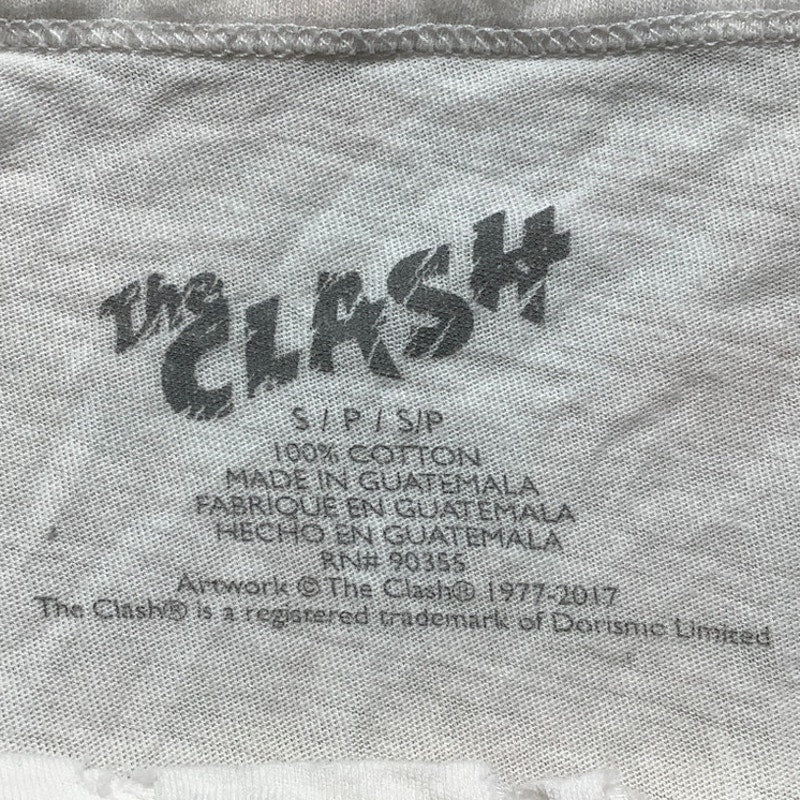 The CLASH
S / P / S/P
100% COTTON
MADE IN GUATEMALA
FABRIQUE EN GUATEMALA
HECHO EN GUATEMALA
RN# 90355
Artwork © The Clash® 1977-2017
The Clash® is a registered trademark of Dorisimo Limited